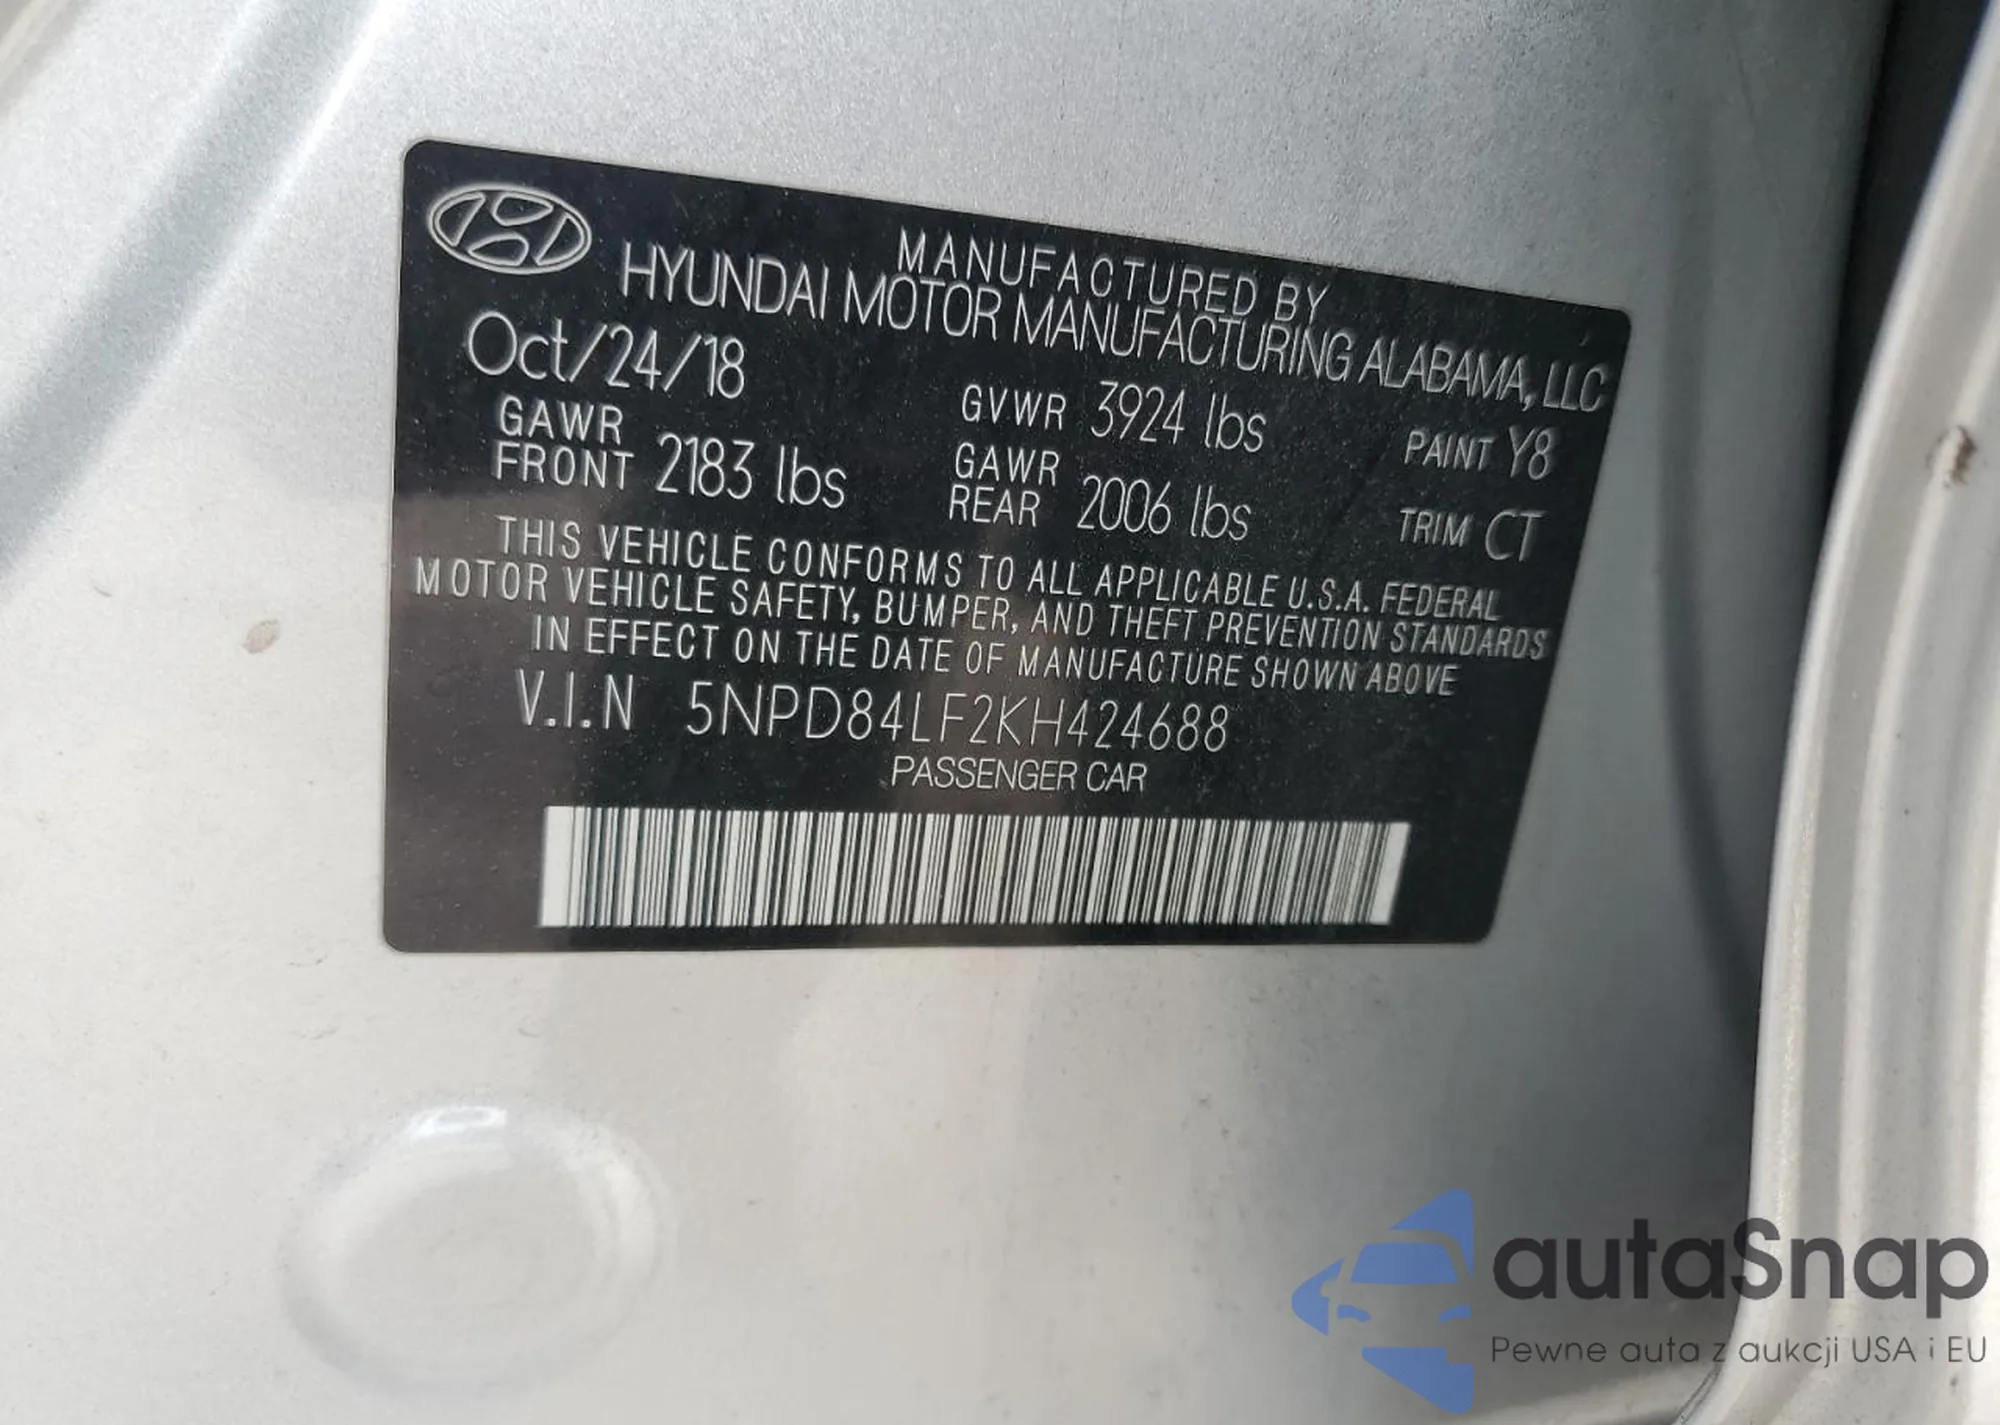 MANUFACTURED BY
HYUNDAI MOTOR MANUFACTURING ALABAMA, LLC
Oct/24/18
GVWR 3924 lbs
PAINT Y8
GAWR FRONT 2183 lbs
GAWR REAR 2006 lbs
TRIM CT
THIS VEHICLE CONFORMS TO ALL APPLICABLE U.S.A. FEDERAL
MOTOR VEHICLE SAFETY, BUMPER, AND THEFT PREVENTION STANDARDS
IN EFFECT ON THE DATE OF MANUFACTURE SHOWN ABOVE
V.I.N 5NPD84LF2KH424688
PASSENGER CAR
autaSnap
Pewne auta z aukcji USA i EU